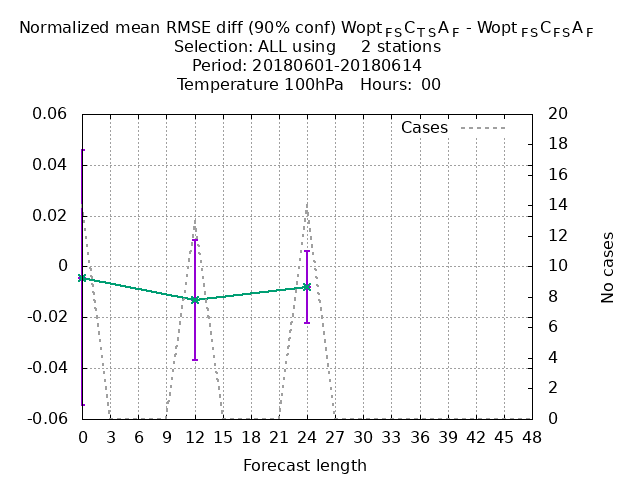 Normalized mean RMSE diff (90% conf) Wopt FS C TS A F - Wopt FS C FS A F
Selection: ALL using 2 stations
Period: 20180601-20180614
Temperature 100hPa Hours: 00
Cases
0.06
0.04
0.02
0
-0.02
-0.04
-0.06
20
18
16
14
12
10
8
6
4
2
0
No cases
0 3 6 9 12 15 18 21 24 27 30 33 36 39 42 45 48
Forecast length